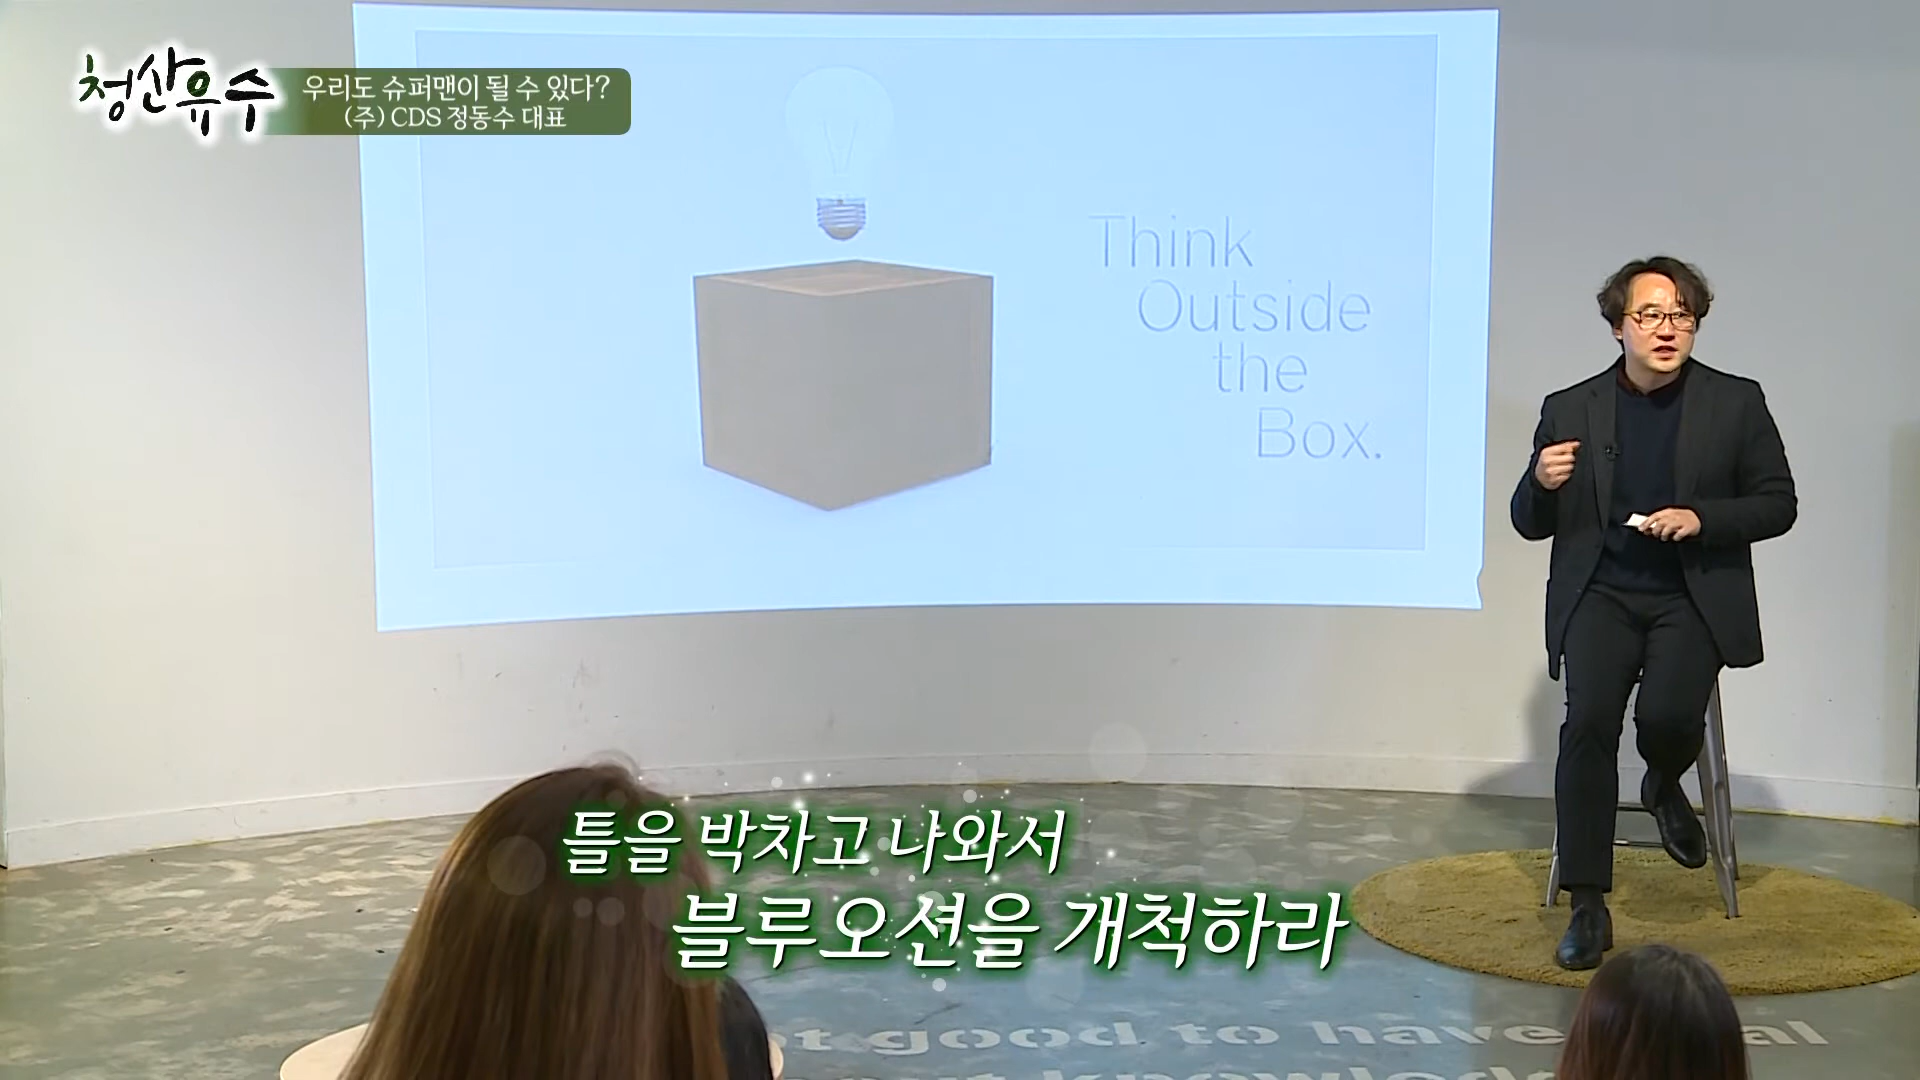 청산유수
우리도 슈퍼맨이 될 수 있다?
(주) CDS 정동수 대표
Think
Outside
the
Box.
틀을 박차고 나와서
블루오션을 개척하라
good to have